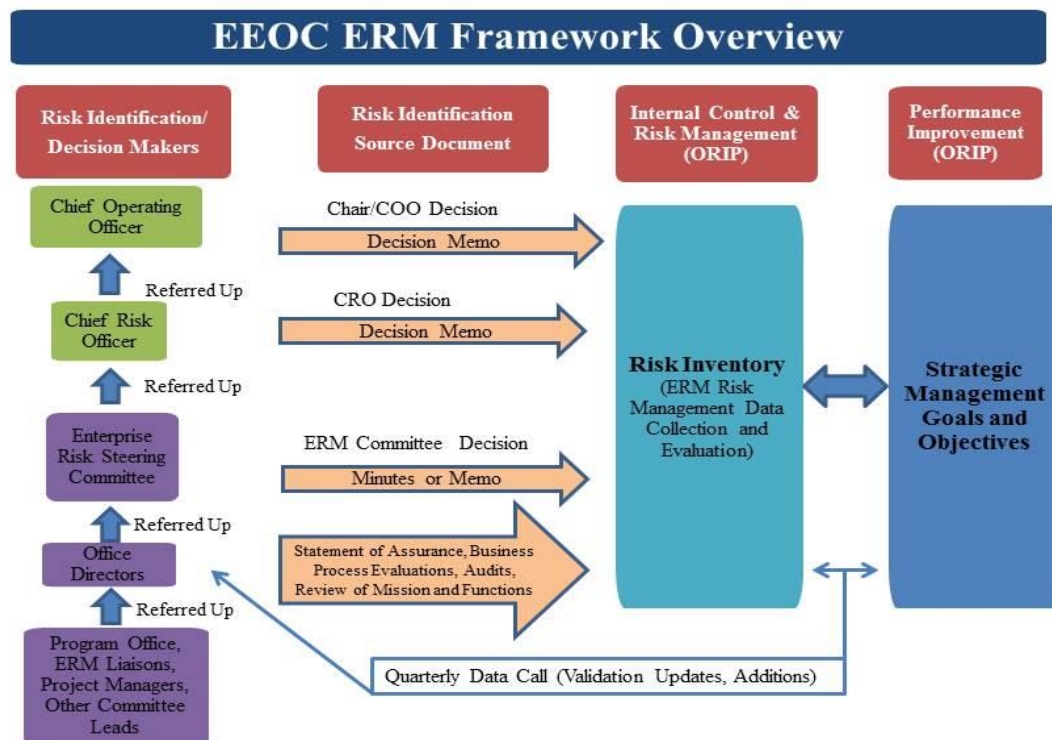 EEOC ERM Framework Overview
Risk Identification/
Decision Makers
Chief Operating
Officer
Referred Up
Chief Risk
Officer
Referred Up
Enterprise
Risk Steering
Committee
Referred Up
Office
Directors
Referred Up
Program Office,
ERM Liaisons,
Project Managers,
Other Committee
Leads
Risk Identification
Source Document
Chair/COO Decision
Decision Memo
CRO Decision
Decision Memo
ERM Committee Decision
Minutes or Memo
Statement of Assurance, Business
Process Evaluations, Audits,
Review of Mission and Functions
Quarterly Data Call (Validation Updates, Additions)
Internal Control &
Risk Management
(ORIP)
Risk Inventory
(ERM Risk
Management Data
Collection and
Evaluation)
Performance
Improvement
(ORIP)
Strategic
Management
Goals and
Objectives